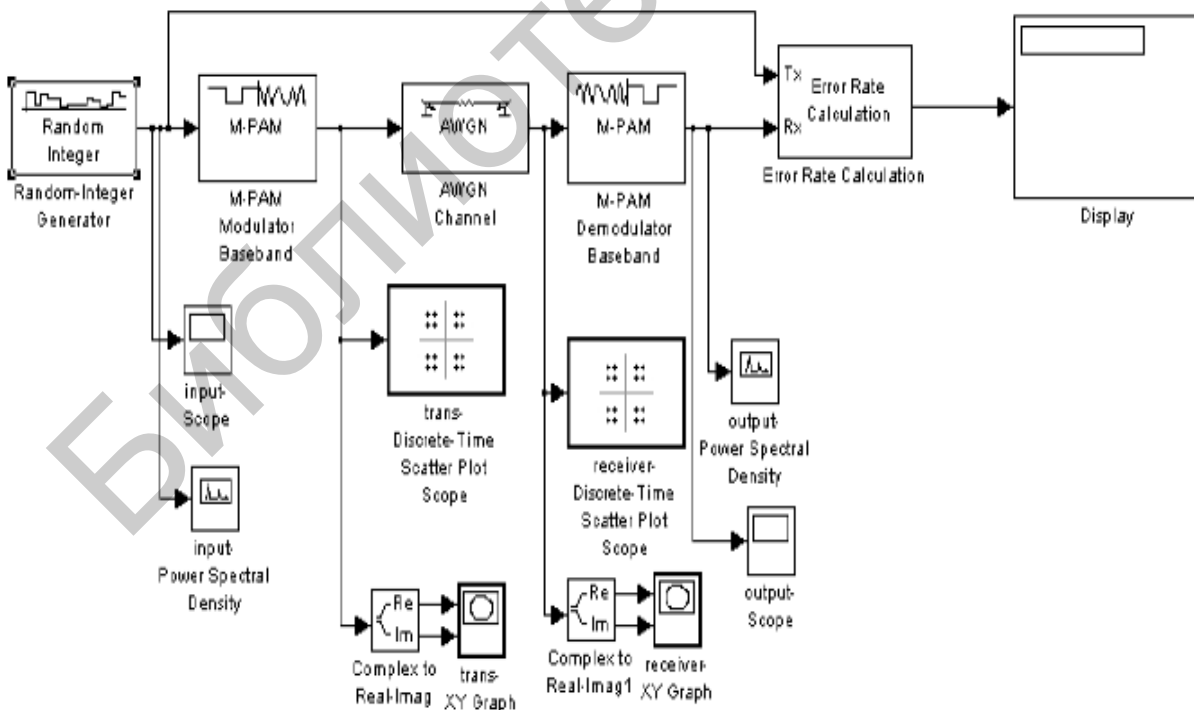 Random
Integer
Random-Integer
Generator
M-PAM
M-PAM
Modulator
Baseband
AWGN
AWGN
Channel
M-PAM
M-PAM
Demodulator
Baseband
Tx
Rx
Error Rate
Calculation
Error Rate Calculation
Display
input-
Scope
input-
Power Spectral
Density
trans-
Discrete-Time
Scatter Plot
Scope
receiver-
Discrete-Time
Scatter Plot
Scope
output-
Power Spectral
Density
output-
Scope
Re
Im
Complex to
Real-Imag
trans-
XY Graph
Re
Im
Complex to
Real-Imag1
receiver-
XY Graph
Библиоте